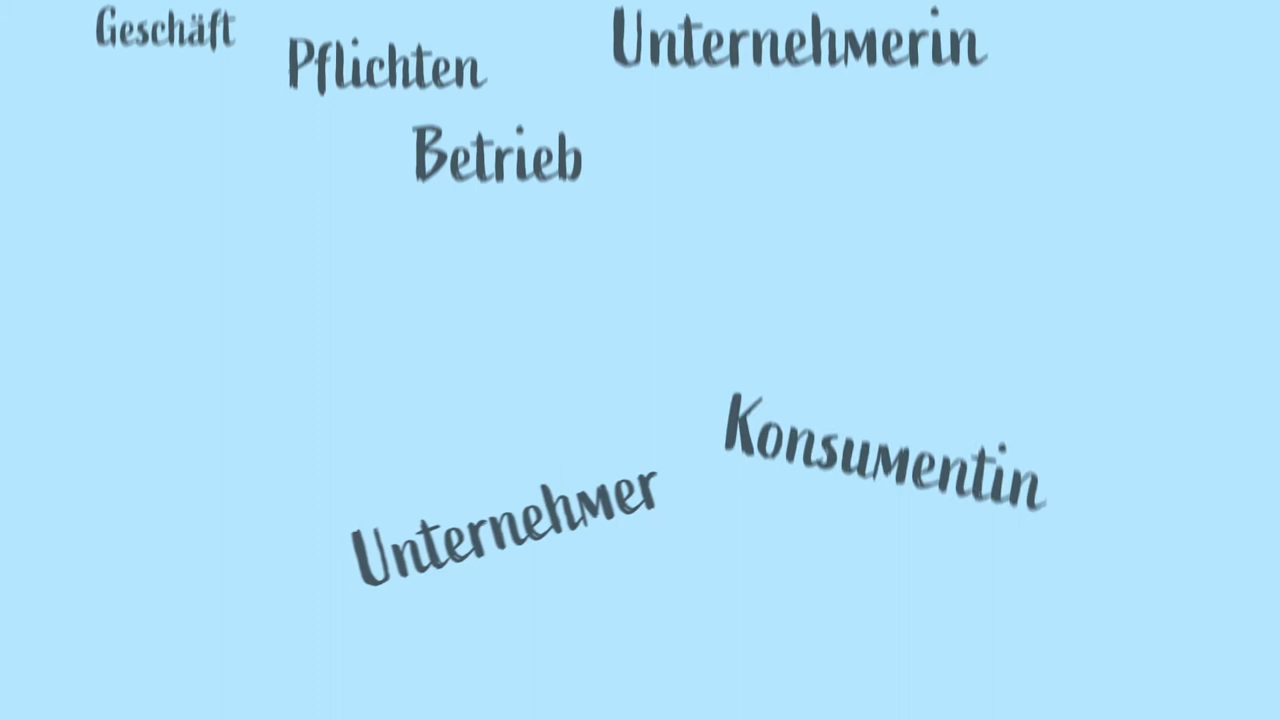 Geschäft
Pflichten
Unternehmerin
Betrieb
Konsumentin
Unternehmer